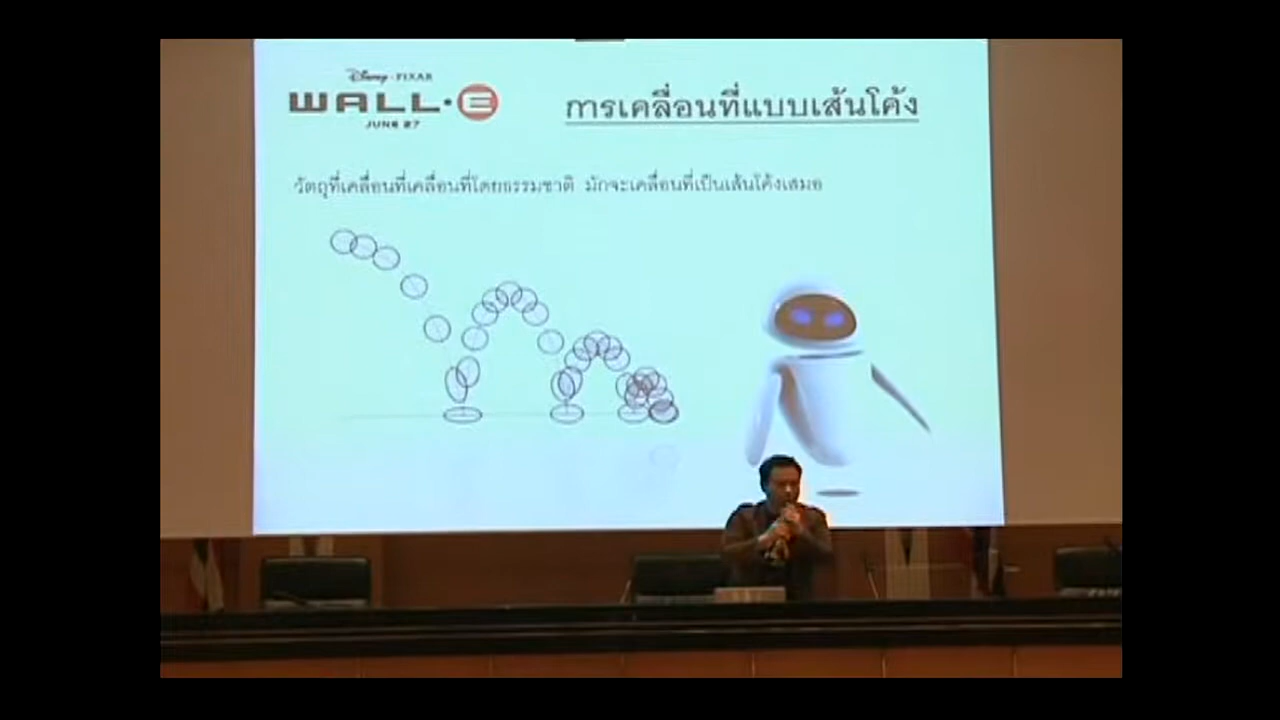 Disney · PIXAR
WALL·E
JUNE 27
การเคลื่อนที่แบบเส้นโค้ง
วัตถุที่เคลื่อนที่เคลื่อนที่โดยธรรมชาติ มักจะเคลื่อนที่เป็นเส้นโค้งเสมอ